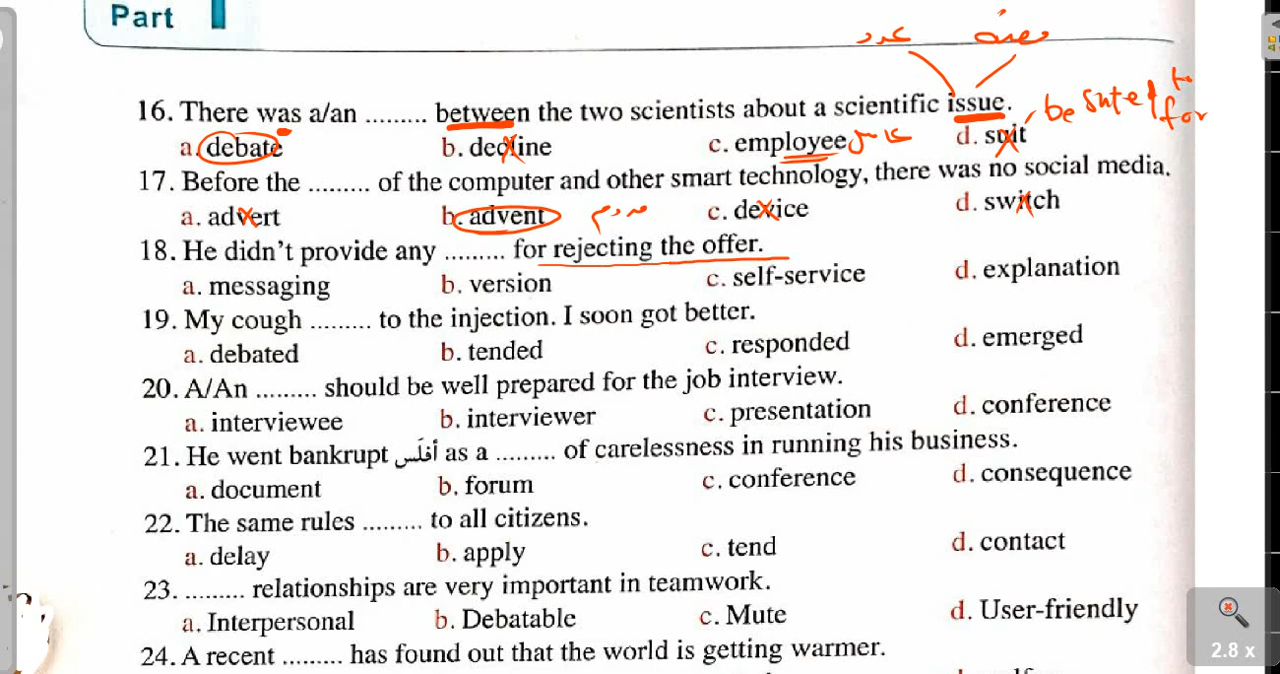 Part I
عدد
be suted to
for
16. There was a/an ......... between the two scientists about a scientific issue.
a. debate b. decline c. employee d. suit
17. Before the ......... of the computer and other smart technology, there was no social media.
a. advert b. advent c. device d. switch
18. He didn't provide any ......... for rejecting the offer.
a. messaging b. version c. self-service d. explanation
19. My cough ......... to the injection. I soon got better.
a. debated b. tended c. responded d. emerged
20. A/An ......... should be well prepared for the job interview.
a. interviewee b. interviewer c. presentation d. conference
21. He went bankrupt أفلَس as a ......... of carelessness in running his business.
a. document b. forum c. conference d. consequence
22. The same rules ......... to all citizens.
a. delay b. apply c. tend d. contact
23. ......... relationships are very important in teamwork.
a. Interpersonal b. Debatable c. Mute d. User-friendly
24. A recent ......... has found out that the world is getting warmer.
2.8 x